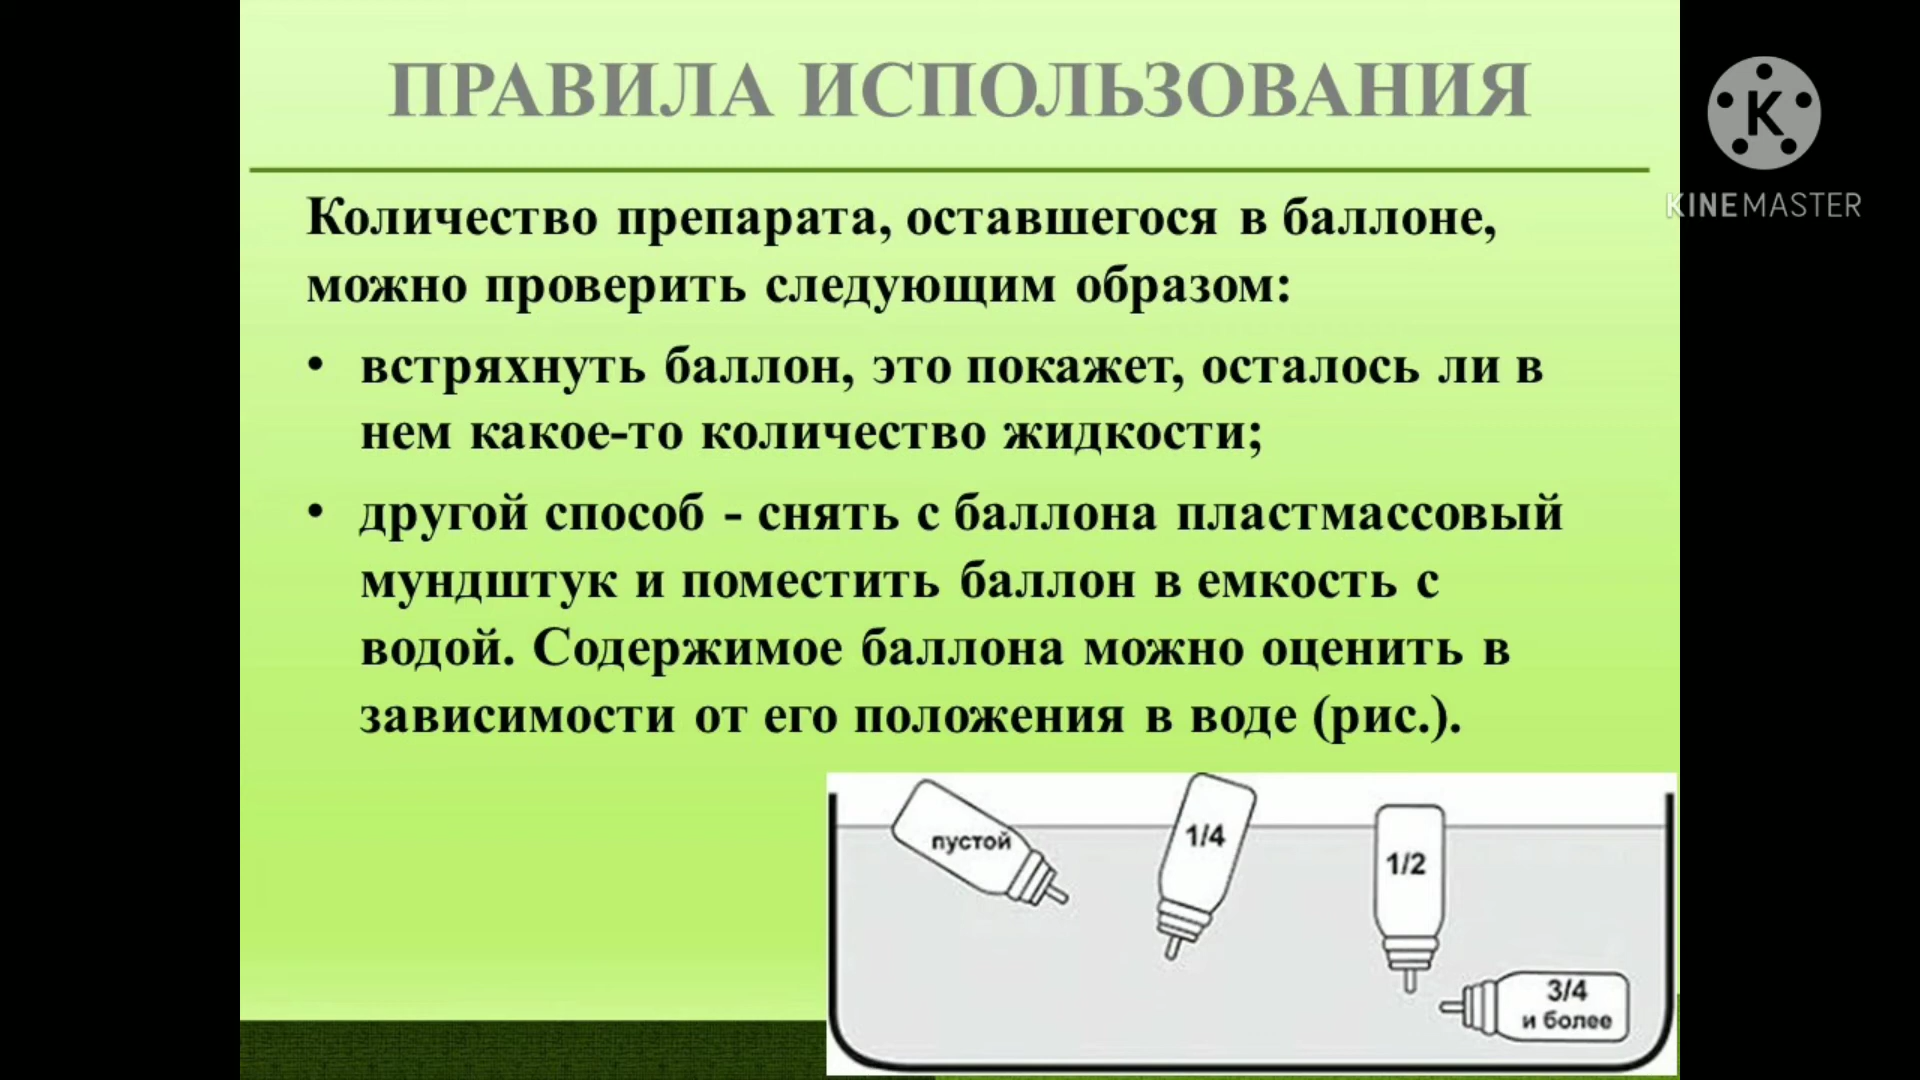 ПРАВИЛА ИСПОЛЬЗОВАНИЯ
K
KINEMASTER
Количество препарата, оставшегося в баллоне,
можно проверить следующим образом:
• встряхнуть баллон, это покажет, осталось ли в
нем какое-то количество жидкости;
• другой способ - снять с баллона пластмассовый
мундштук и поместить баллон в емкость с
водой. Содержимое баллона можно оценить в
зависимости от его положения в воде (рис.).
пустой
1/4
1/2
3/4
и более